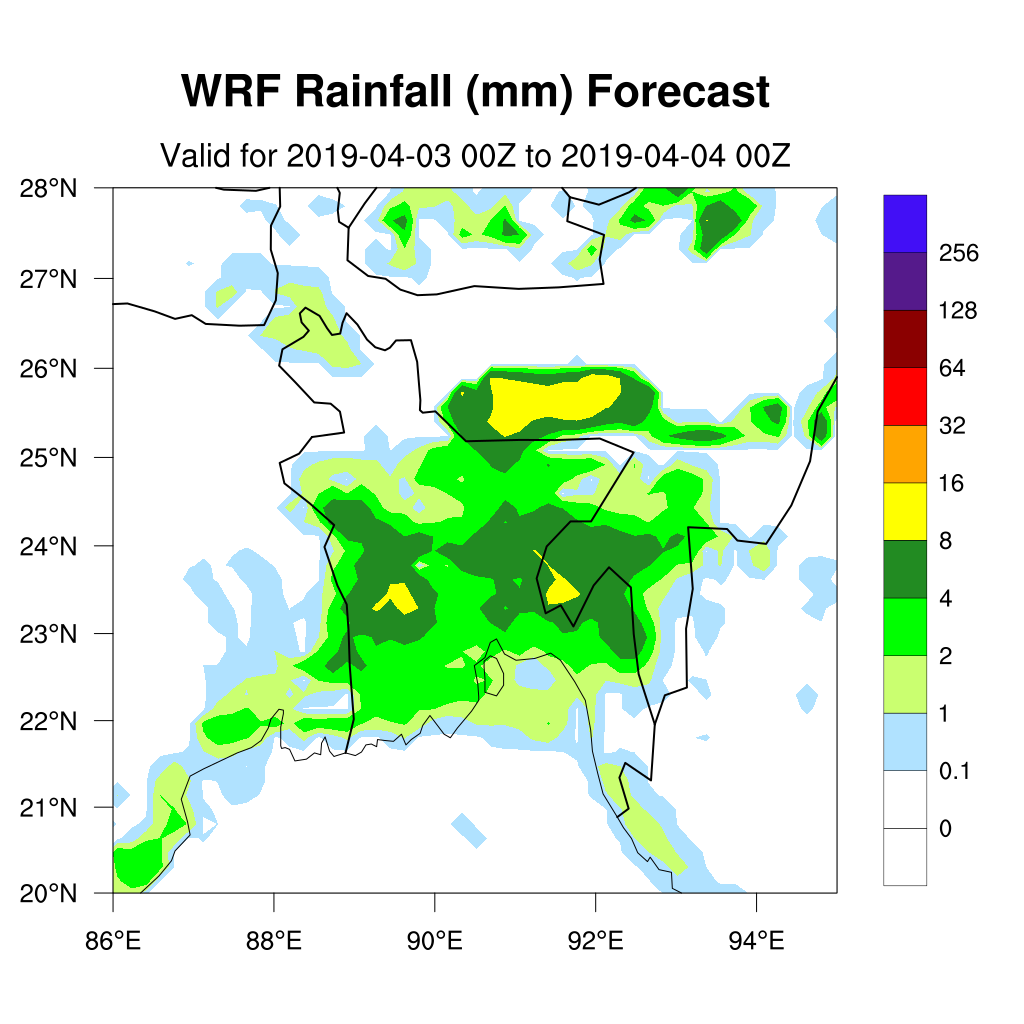 WRF Rainfall (mm) Forecast
Valid for 2019-04-03 00Z to 2019-04-04 00Z
28°N
27°N
26°N
25°N
24°N
23°N
22°N
21°N
20°N
86°E 88°E 90°E 92°E 94°E
256
128
64
32
16
8
4
2
1
0.1
0